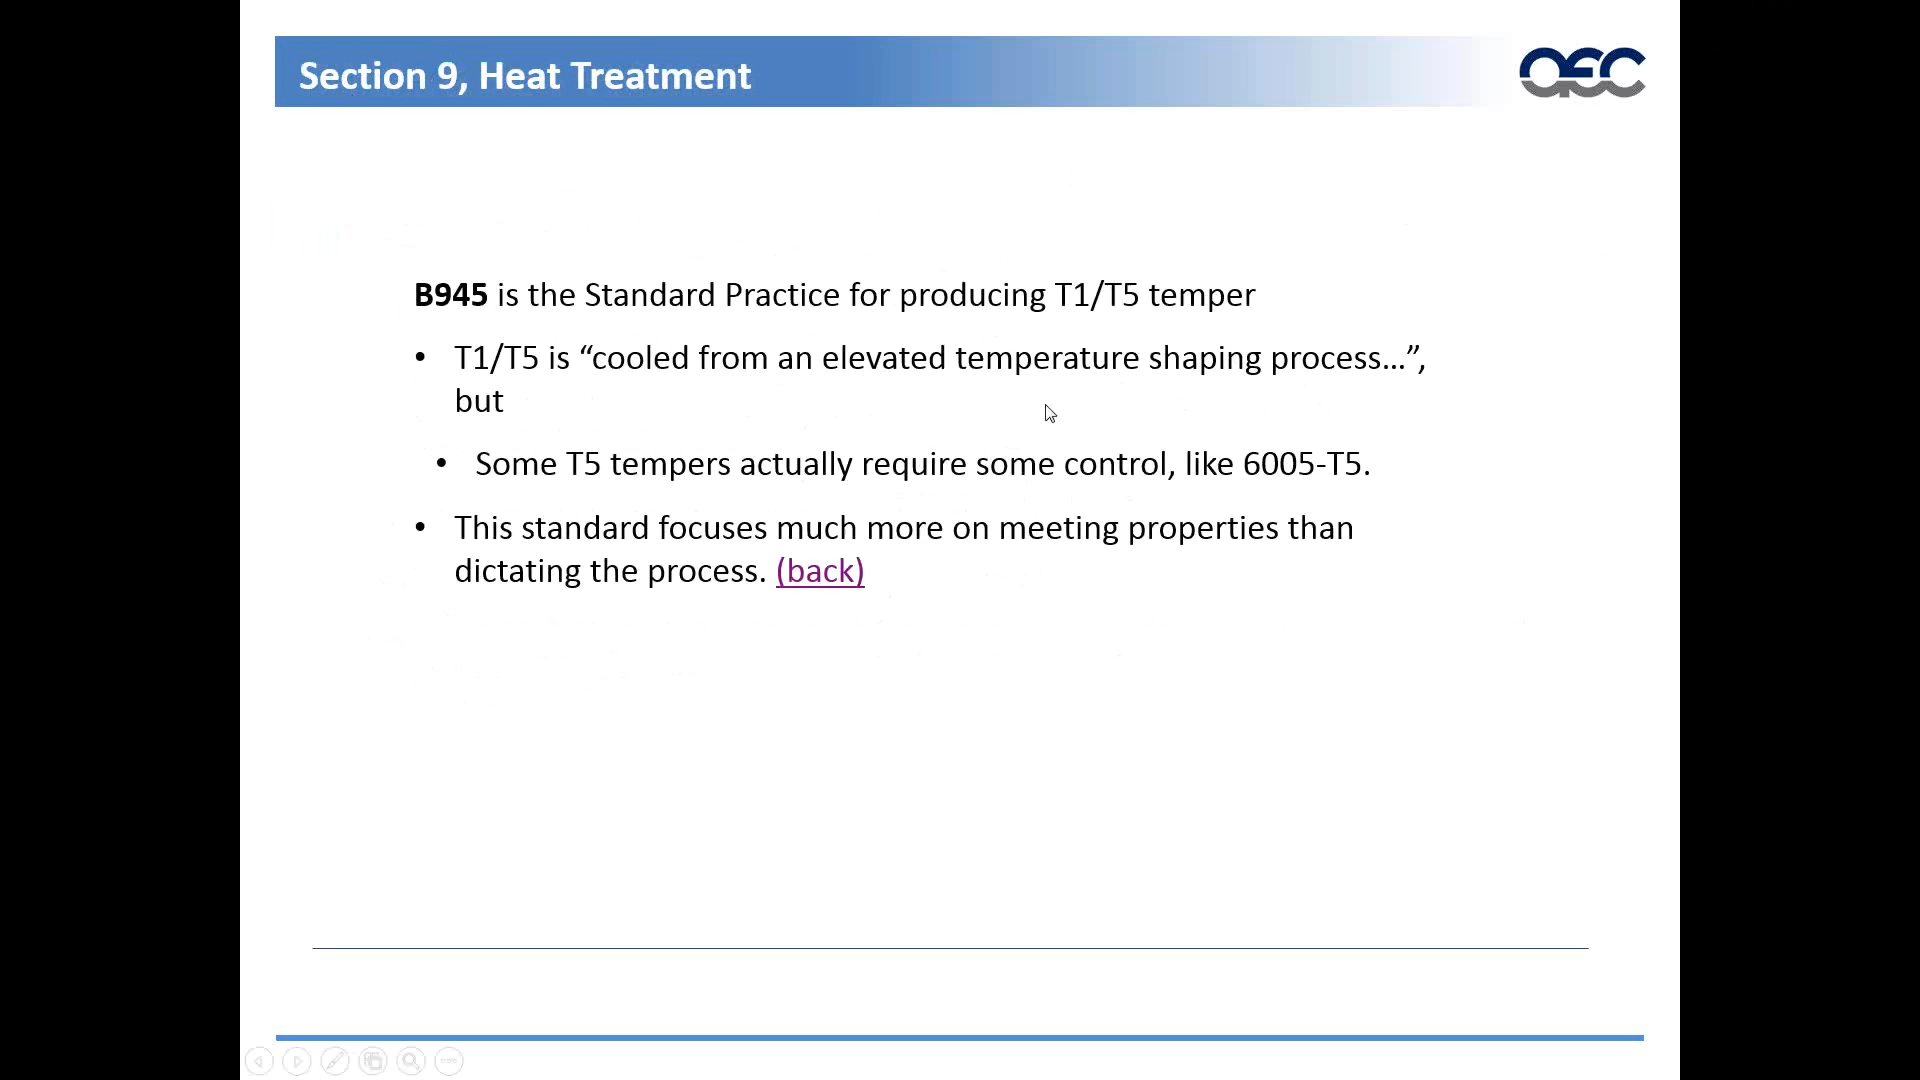 Section 9, Heat Treatment
AEC
B945 is the Standard Practice for producing T1/T5 temper
• T1/T5 is “cooled from an elevated temperature shaping process…”,
but
• Some T5 tempers actually require some control, like 6005-T5.
• This standard focuses much more on meeting properties than
dictating the process. (back)